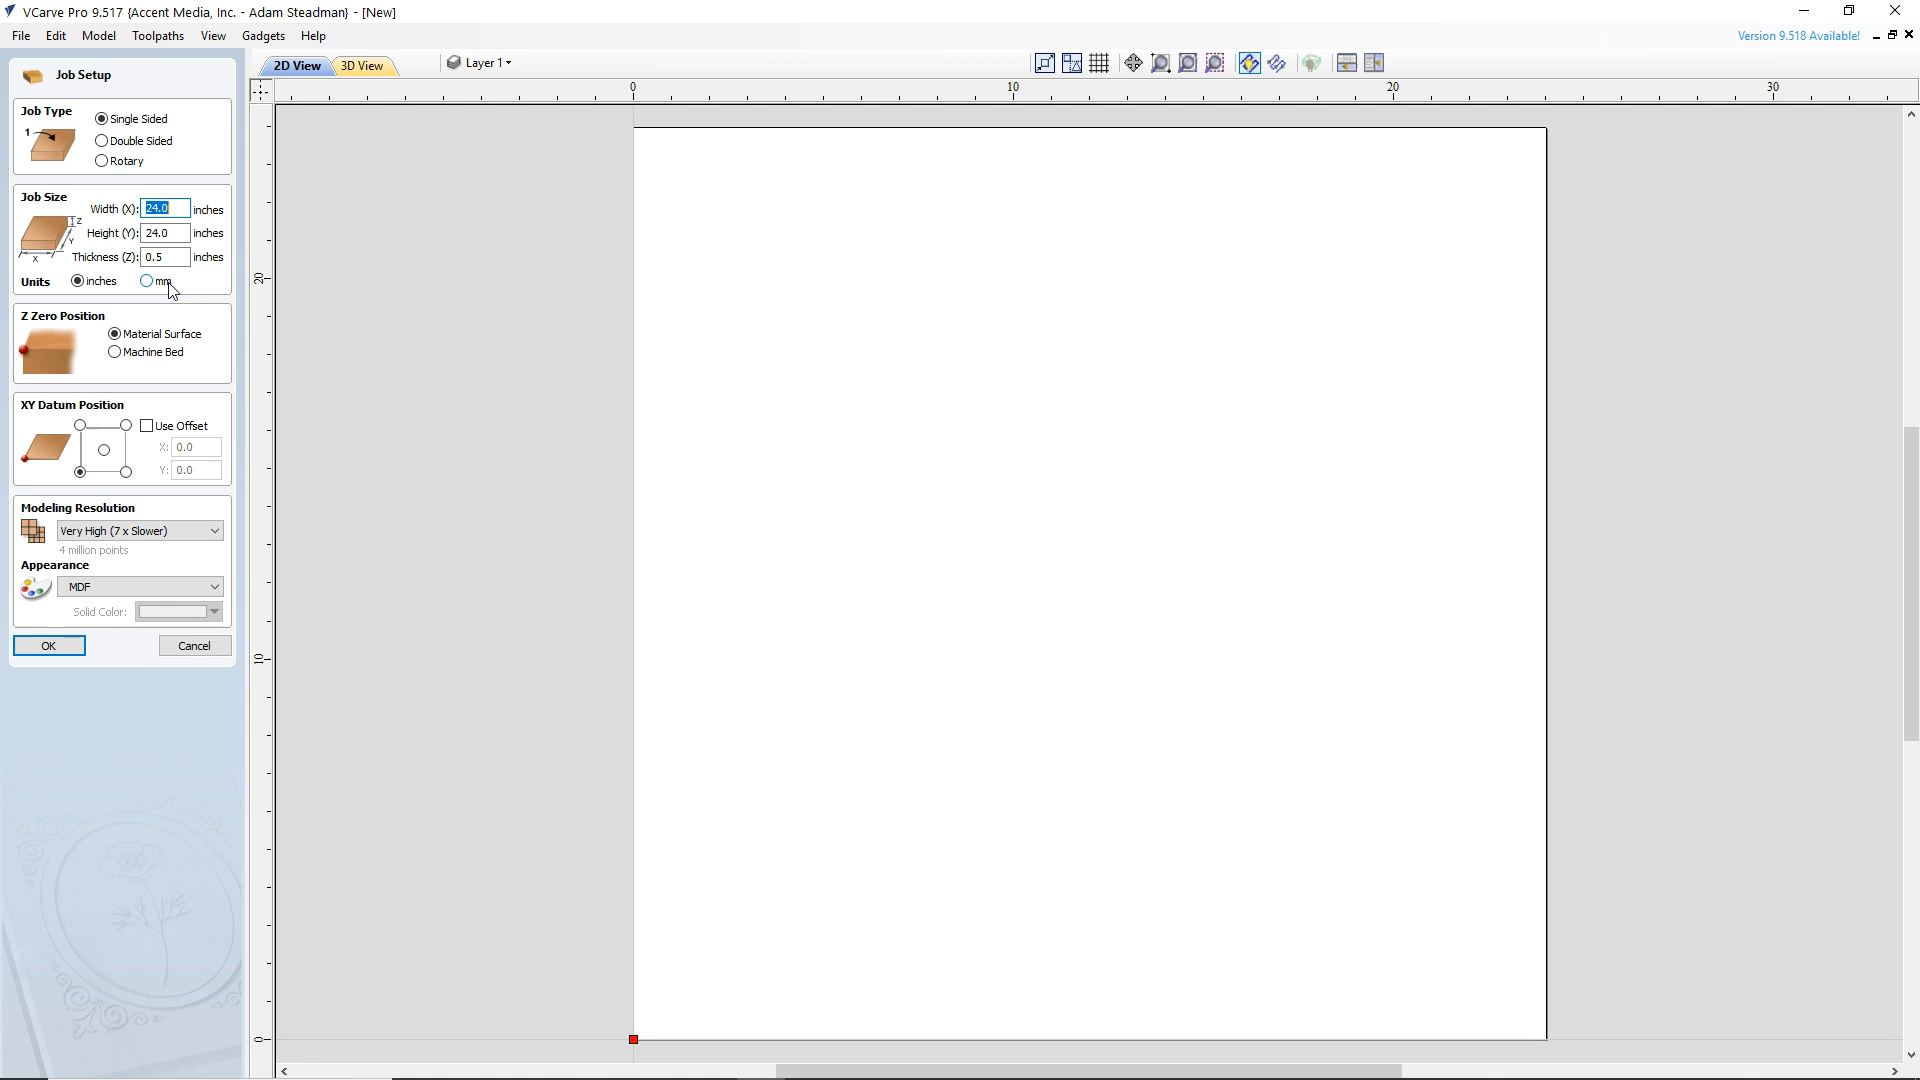 VCarve Pro 9.517 {Accent Media, Inc. - Adam Steadman} - [New]
File Edit Model Toolpaths View Gadgets Help
Version 9.518 Available!
Job Setup
2D View 3D View Layer 1
0 10 20 30
Job Type
1
Single Sided
Double Sided
Rotary
Job Size
Width (X): 24.0 inches
Z
Height (Y): 24.0 inches
Y
X
Thickness (Z): 0.5 inches
Units inches mm
20
Z Zero Position
Material Surface
Machine Bed
XY Datum Position
Use Offset
X: 0.0
Y: 0.0
Modeling Resolution
Very High (7 x Slower)
4 million points
Appearance
MDF
Solid Color:
OK Cancel
10
0